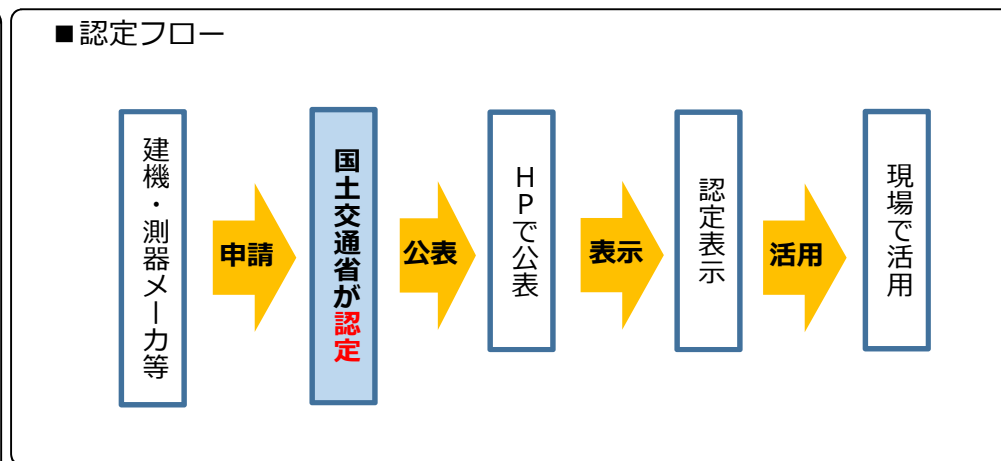 ■認定フロー
建機・測器メーカ等
申請
国土交通省が認定
公表
HPで公表
表示
認定表示
活用
現場で活用